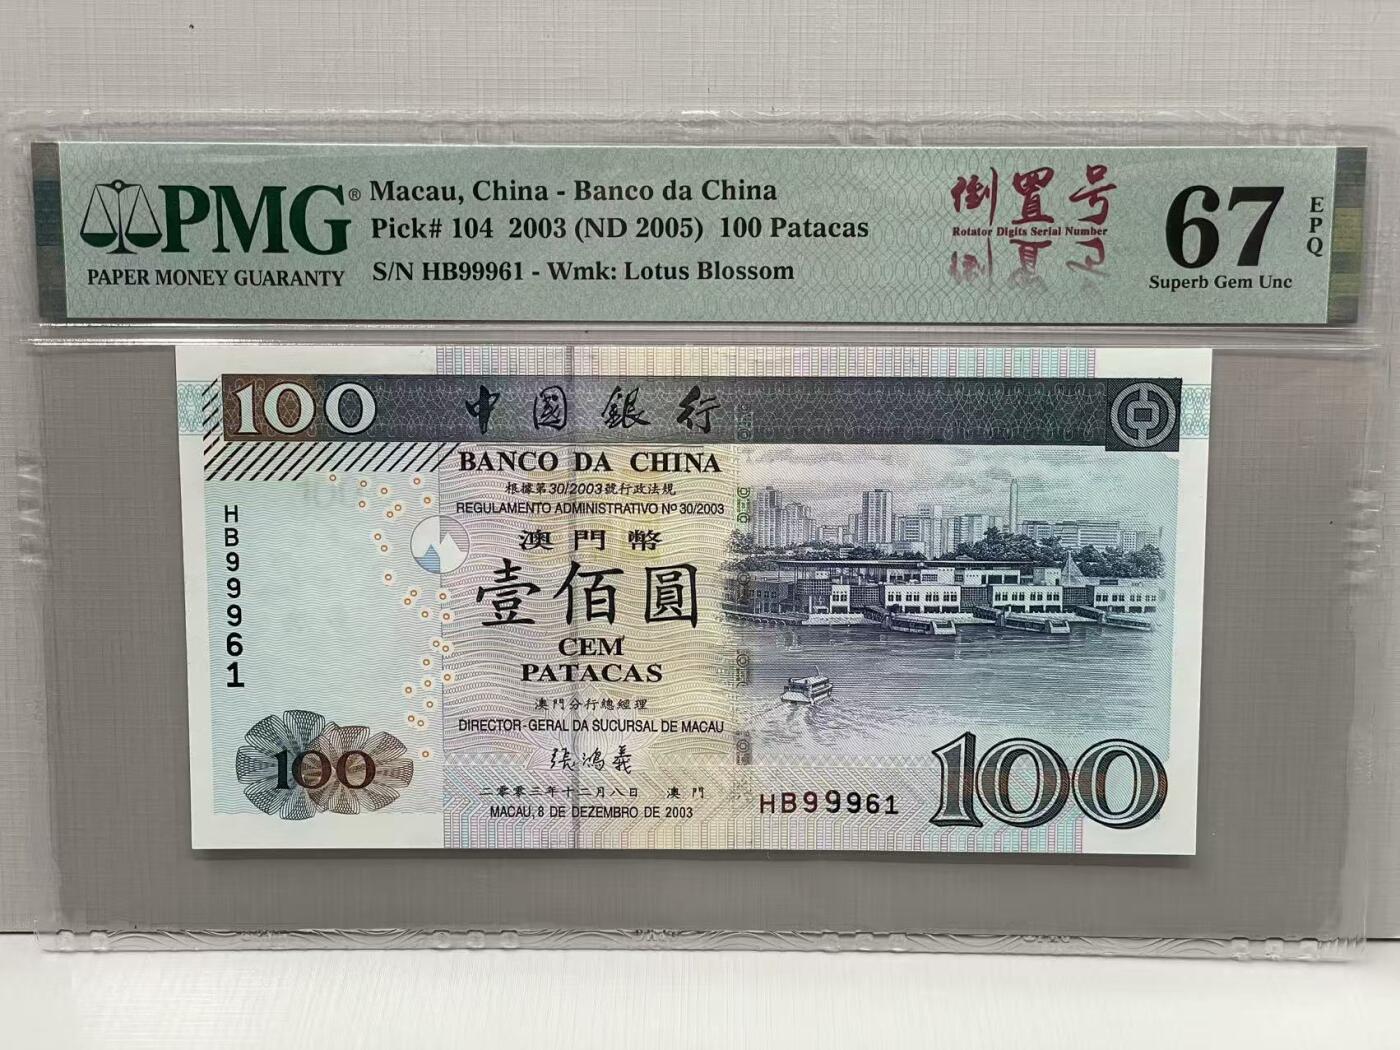 PMG®
PAPER MONEY GUARANTY
Macau, China - Banco da China
Pick# 104 2003 (ND 2005) 100 Patacas
S/N HB99961 - Wmk: Lotus Blossom
倒置号
Rotator Digits Serial Number
67
Superb Gem Unc
EPQ
100
中國銀行
BANCO DA CHINA
根據第30/2003號行政法規
REGULAMENTO ADMINISTRATIVO Nº 30/2003
澳門幣
壹佰圓
CEM
PATACAS
澳門分行總經理
DIRECTOR-GERAL DA SUCURSAL DE MACAU
張鴻義
二零零三年十二月八日 澳門
MACAU, 8 DE DEZEMBRO DE 2003
HB99961
100
HB99961
100